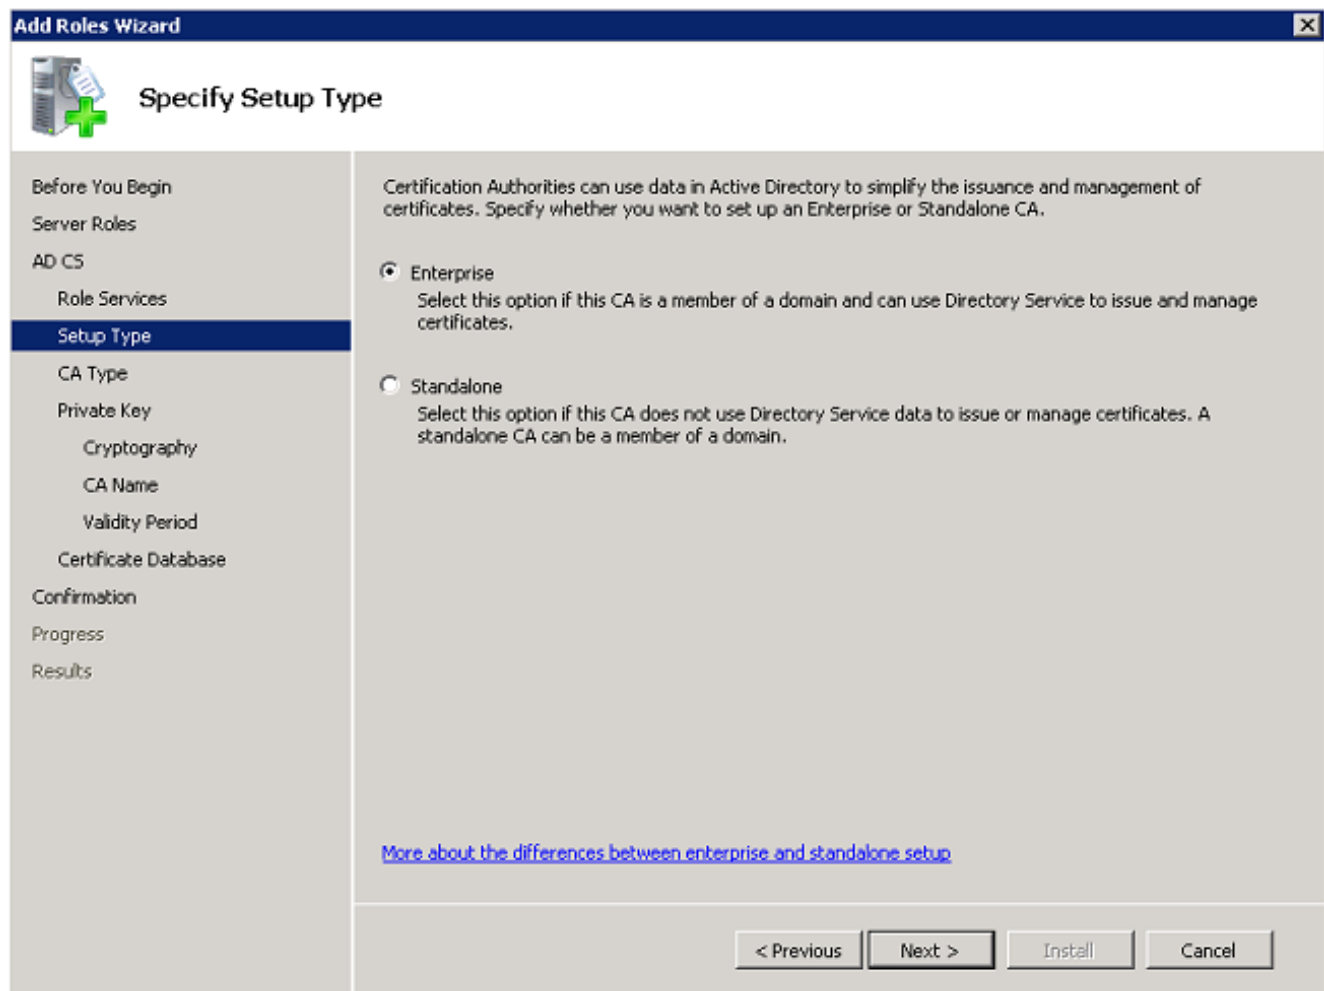 Add Roles Wizard
Specify Setup Type
Before You Begin
Server Roles
AD CS
Role Services
Setup Type
CA Type
Private Key
Cryptography
CA Name
Validity Period
Certificate Database
Confirmation
Progress
Results
Certification Authorities can use data in Active Directory to simplify the issuance and management of
certificates. Specify whether you want to set up an Enterprise or Standalone CA.
Enterprise
Select this option if this CA is a member of a domain and can use Directory Service to issue and manage
certificates.
Standalone
Select this option if this CA does not use Directory Service data to issue or manage certificates. A
standalone CA can be a member of a domain.
More about the differences between enterprise and standalone setup
< Previous
Next >
Install
Cancel